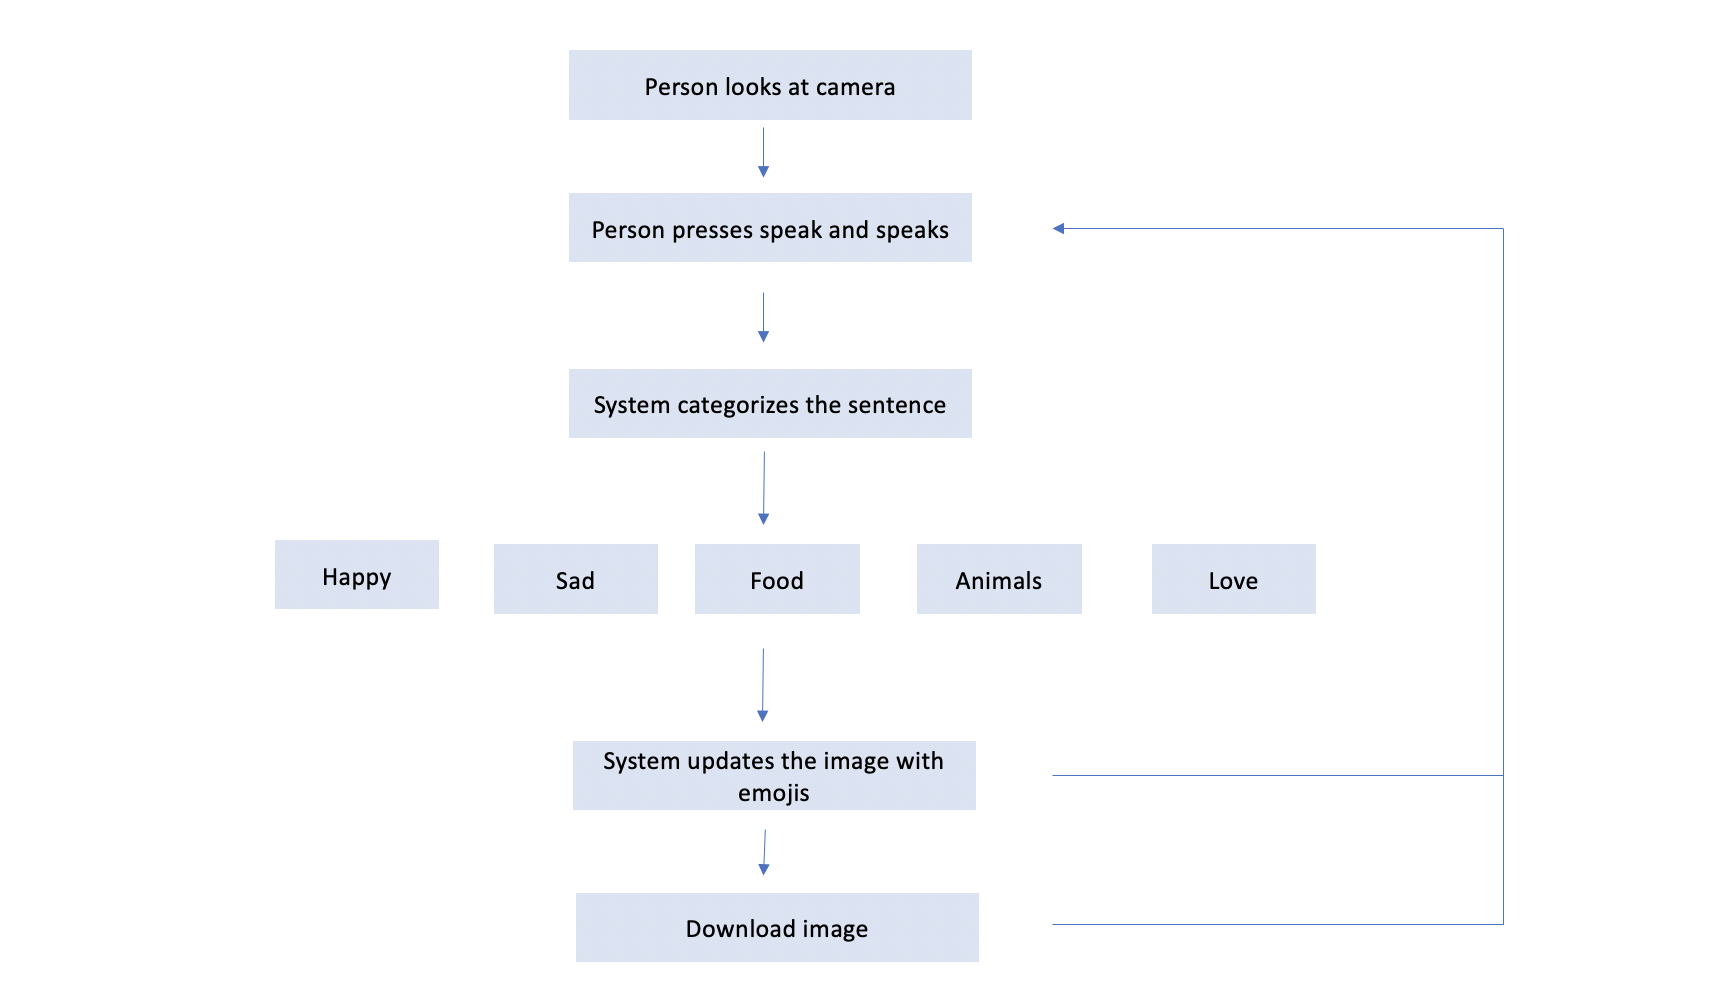 Person looks at camera
Person presses speak and speaks
System categorizes the sentence
Happy
Sad
Food
Animals
Love
System updates the image with
emojis
Download image